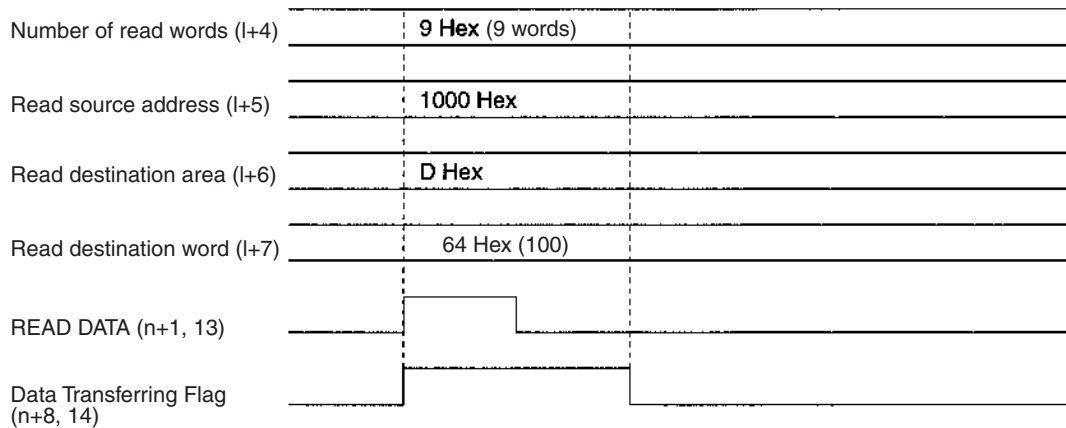 Number of read words (l+4) 9 Hex (9 words)
Read source address (l+5) 1000 Hex
Read destination area (l+6) D Hex
Read destination word (l+7) 64 Hex (100)
READ DATA (n+1, 13)
Data Transferring Flag
(n+8, 14)